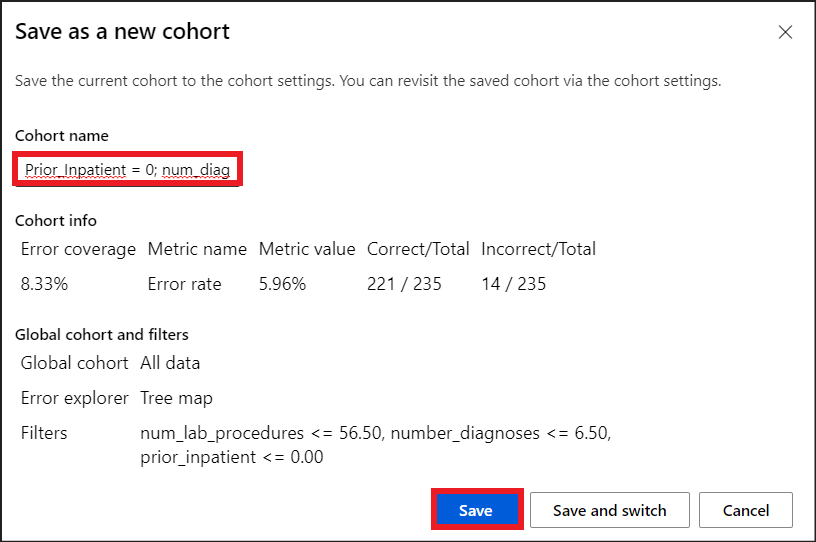 Save as a new cohort
Save the current cohort to the cohort settings. You can revisit the saved cohort via the cohort settings.
Cohort name
Prior_Inpatient = 0; num_diag
Cohort info
Error coverage Metric name Metric value Correct/Total Incorrect/Total
8.33% Error rate 5.96% 221 / 235 14 / 235
Global cohort and filters
Global cohort All data
Error explorer Tree map
Filters num_lab_procedures <= 56.50, number_diagnoses <= 6.50,
prior_inpatient <= 0.00
Save Save and switch Cancel